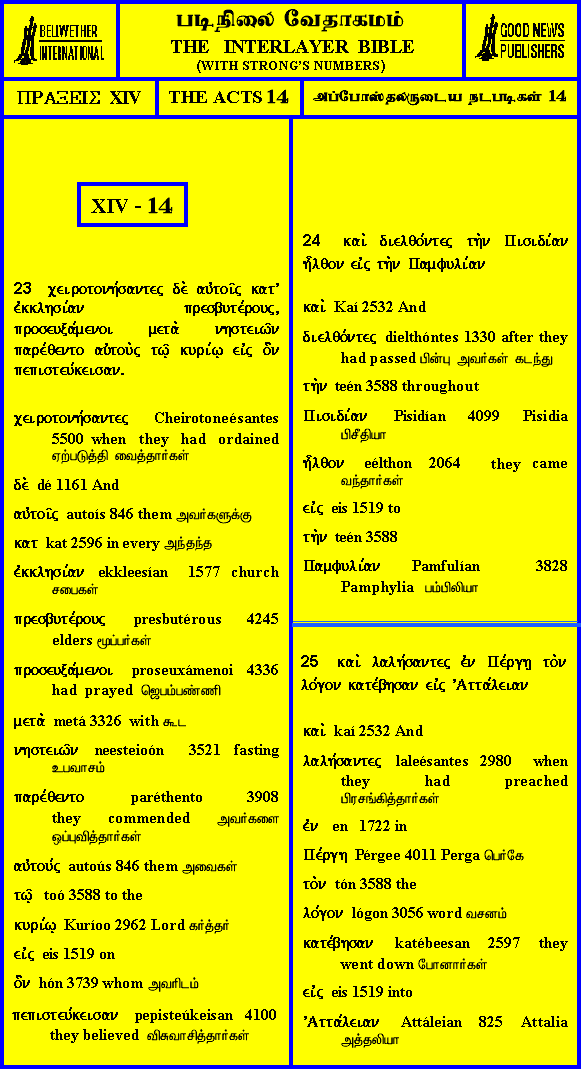 BELLWETHER
INTERNATIONAL
படிநிலை வேதாகமம்
THE INTERLAYER BIBLE
(WITH STRONG'S NUMBERS)
GOOD NEWS
PUBLISHERS
ΠΡΑΞΕΙΣ XIV
THE ACTS 14
அப்போஸ்தலருடைய நடபடிகள் 14
XIV - 14
23 χειροτονήσαντες δὲ αὐτοῖς κατ'
ἐκκλησίαν πρεσβυτέρους,
προσευξάμενοι μετὰ νηστειῶν
παρέθεντο αὐτοὺς τῷ κυρίῳ εἰς ὃν
πεπιστεύκεισαν.
χειροτονήσαντες Cheirotoneésantes
5500 when they had ordained
ஏற்படுத்தி வைத்தார்கள்
δὲ dé 1161 And
αὐτοῖς autoís 846 them அவர்களுக்கு
κατ kat 2596 in every அந்தந்த
ἐκκλησίαν ekkleesían 1577 church
சபைகள்
πρεσβυτέρους presbutérous 4245
elders மூப்பர்கள்
προσευξάμενοι proseuxámenoi 4336
had prayed ஜெபம்பண்ணி
μετὰ metá 3326 with கூட
νηστειῶν neesteioón 3521 fasting
உபவாசம்
παρέθεντο paréthento 3908
they commended அவர்களை
ஒப்புவித்தார்கள்
αὐτούς autoús 846 them அவைகள்
τῷ toó 3588 to the
κυρίῳ Kuríoo 2962 Lord கர்த்தர்
εἰς eis 1519 on
ὃν hón 3739 whom அவரிடம்
πεπιστεύκεισαν pepisteúkeisan 4100
they believed விசுவாசித்தார்கள்
24 καὶ διελθόντες τὴν Πισιδίαν
ἦλθον εἰς τὴν Παμφυλίαν
καὶ Kaí 2532 And
διελθόντες dielthóntes 1330 after they
had passed பின்பு அவர்கள் கடந்து
τὴν teén 3588 throughout
Πισιδίαν Pisidían 4099 Pisidia
பிசீதியா
ἦλθον eélthon 2064 they came
வந்தார்கள்
εἰς eis 1519 to
τὴν teén 3588
Παμφυλίαν Pamfulían 3828
Pamphylia பம்பிலியா
25 καὶ λαλήσαντες ἐν Πέργῃ τὸν
λόγον κατέβησαν εἰς Ἀττάλειαν
καὶ kaí 2532 And
λαλήσαντες laleésantes 2980 when
they had preached
பிரசங்கித்தார்கள்
ἐν en 1722 in
Πέργη Pérgee 4011 Perga பெர்கே
τὸν tón 3588 the
λόγον lógon 3056 word வசனம்
κατέβησαν katébeesan 2597 they
went down போனார்கள்
εἰς eis 1519 into
Ἀττάλειαν Attáleian 825 Attalia
அத்தலியா